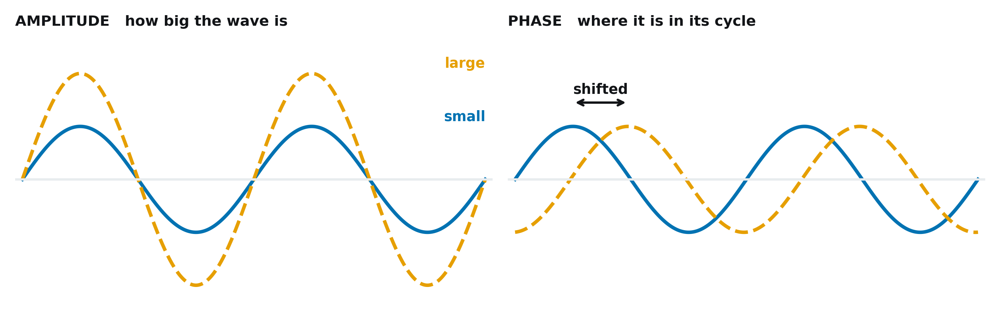 AMPLITUDE how big the wave is
large
small
PHASE where it is in its cycle
shifted